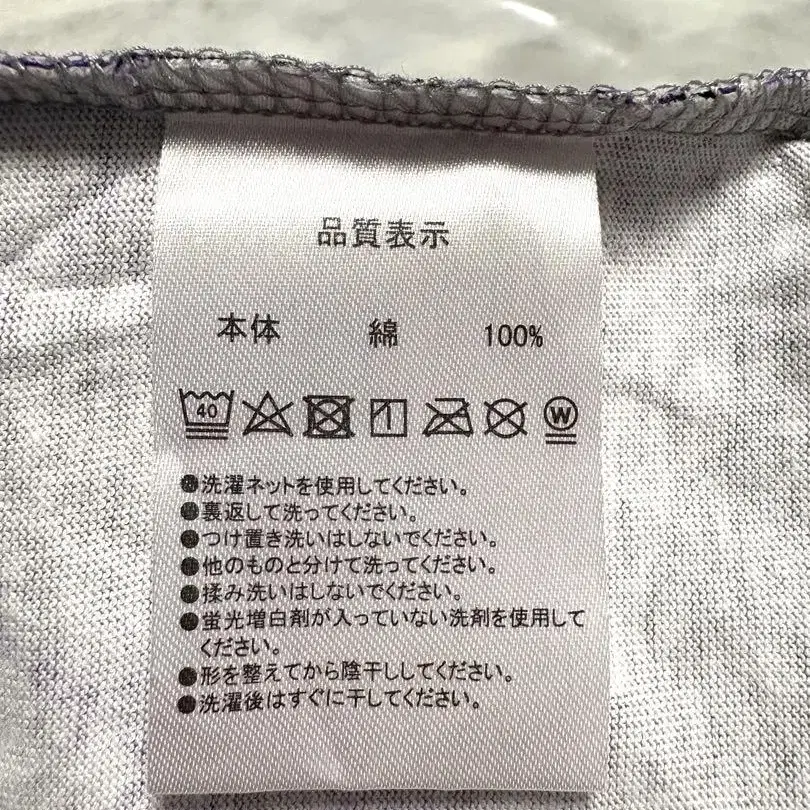 品質表示
本体 綿 100%
40 W
●洗濯ネットを使用してください。
●裏返して洗ってください。
●つけ置き洗いはしないでください。
●他のものと分けて洗ってください。
●揉み洗いはしないでください。
●蛍光増白剤が入っていない洗剤を使用して
ください。
●形を整えてから陰干ししてください。
●洗濯後はすぐに干してください。